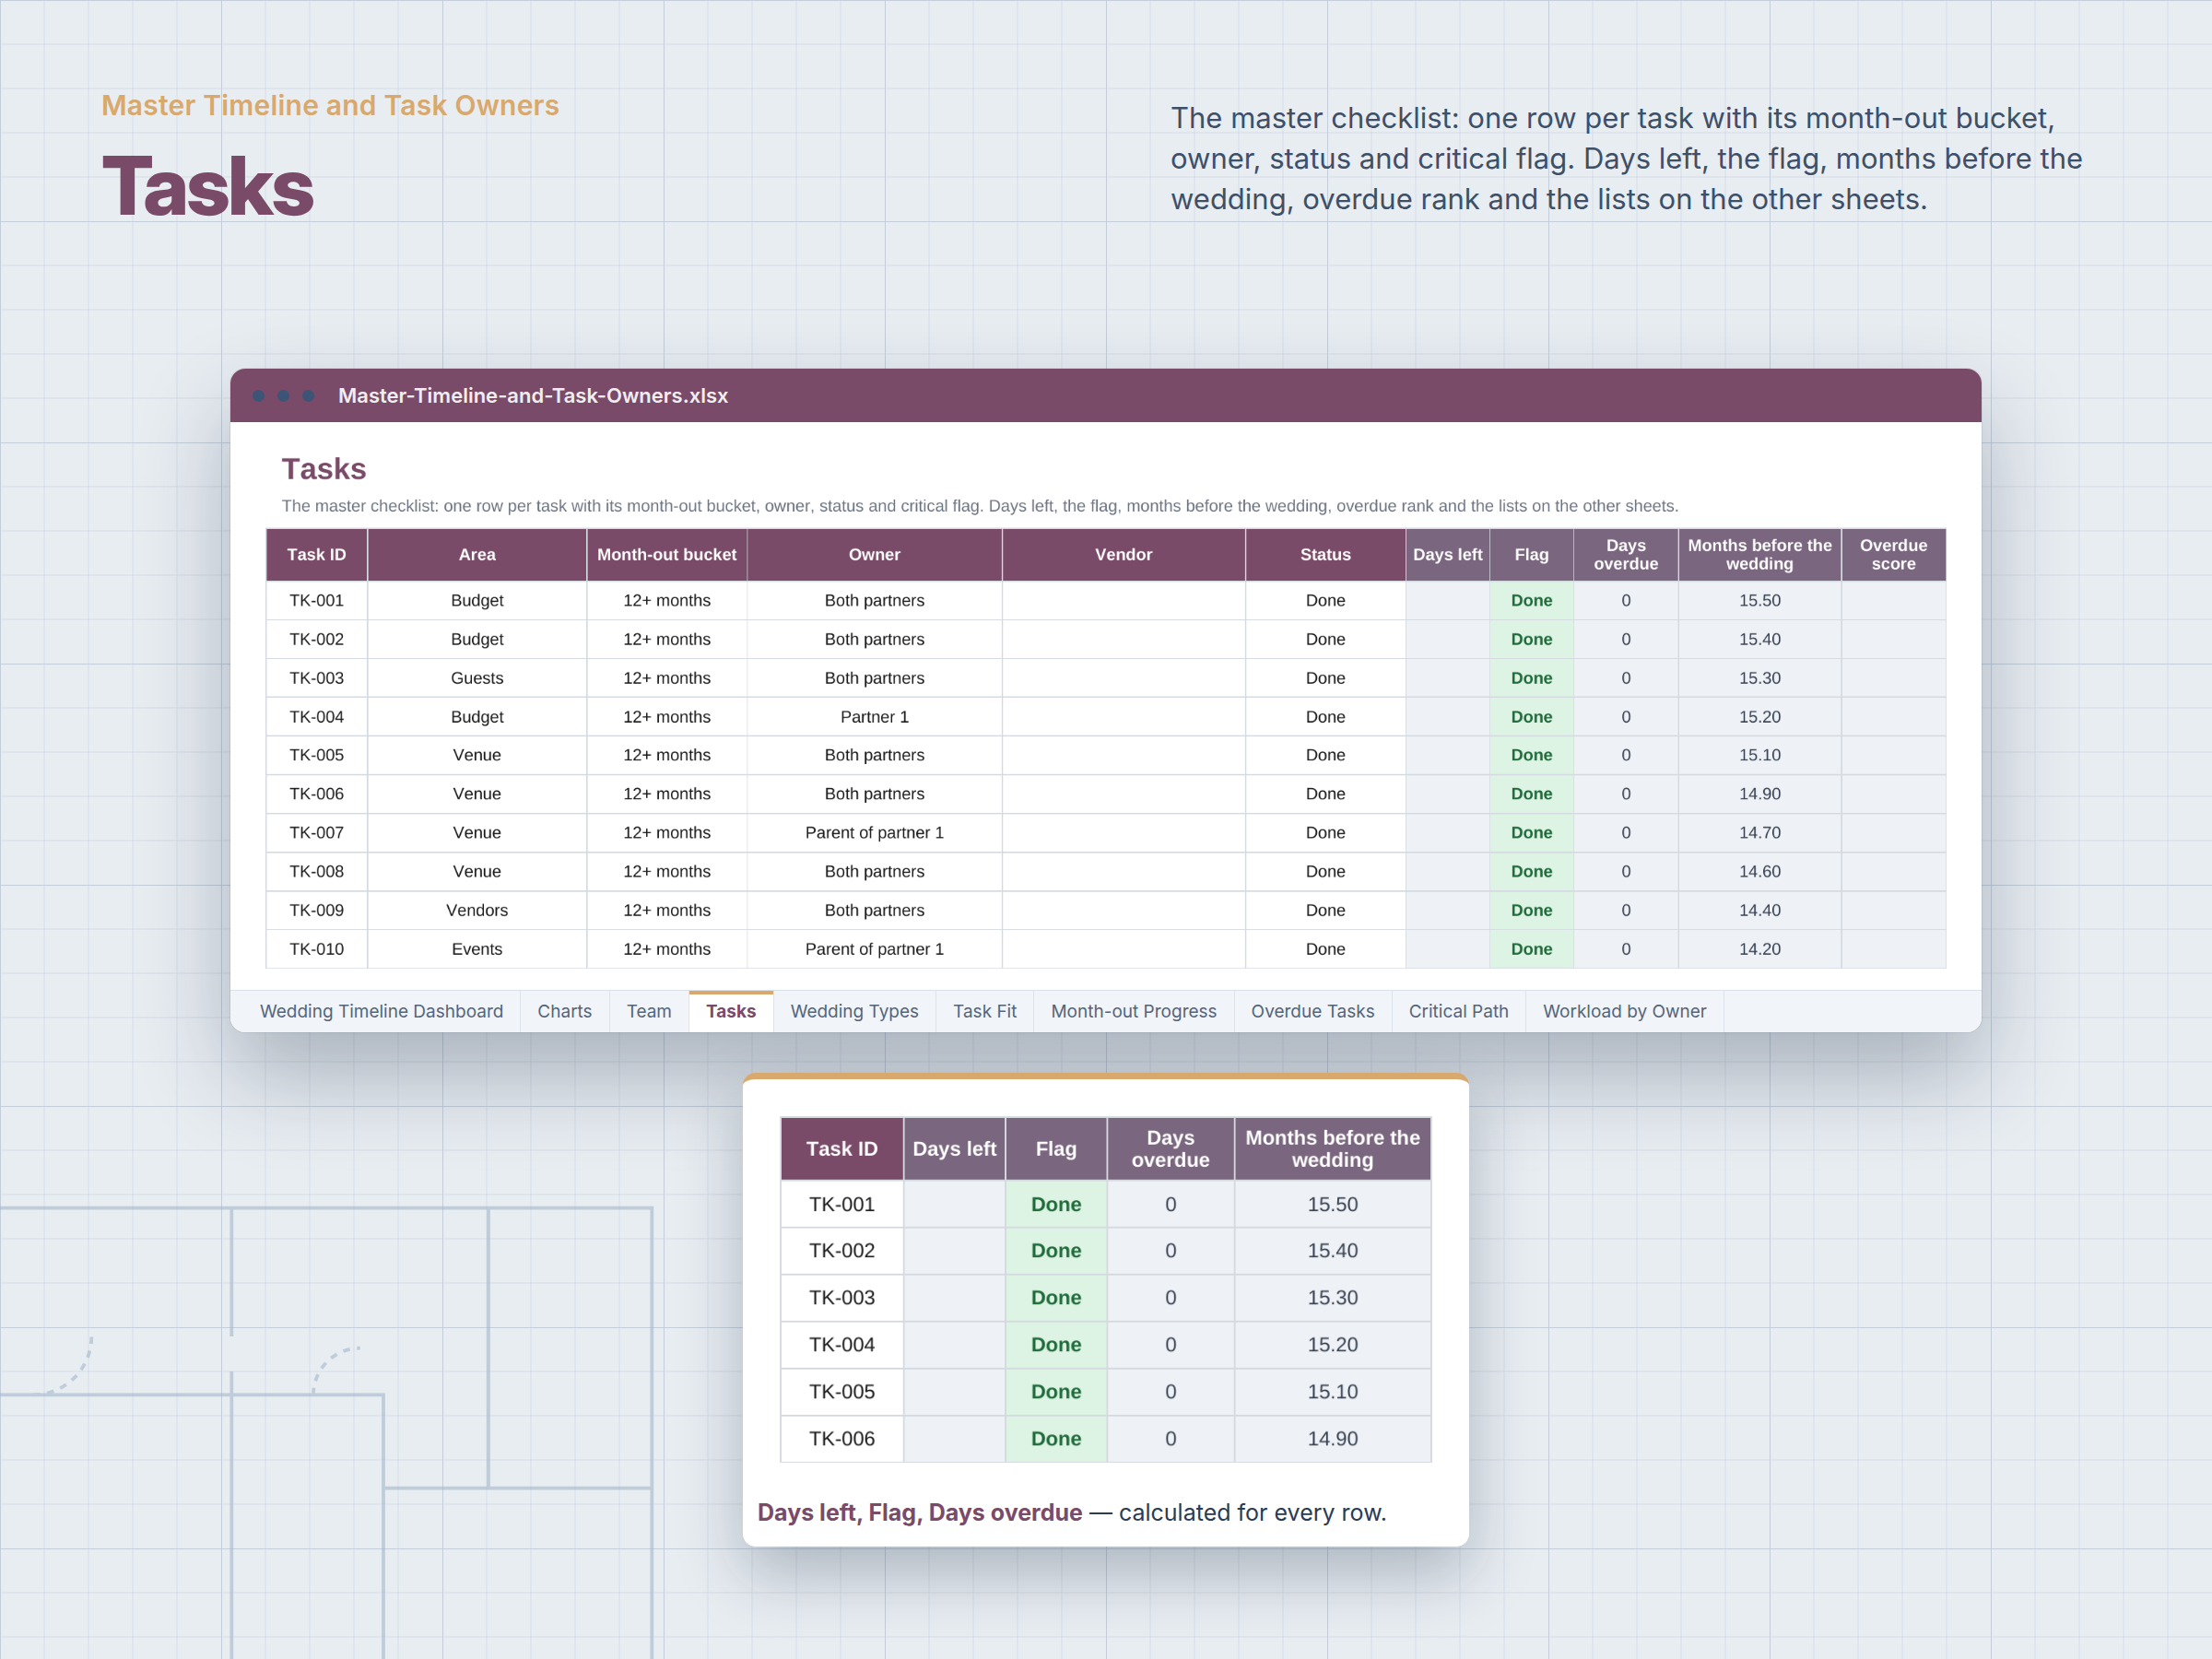 Master Timeline and Task Owners
Tasks
The master checklist: one row per task with its month-out bucket,
owner, status and critical flag. Days left, the flag, months before the
wedding, overdue rank and the lists on the other sheets.
Master-Timeline-and-Task-Owners.xlsx
Tasks
The master checklist: one row per task with its month-out bucket, owner, status and critical flag. Days left, the flag, months before the wedding, overdue rank and the lists on the other sheets.
Task ID Area Month-out bucket Owner Vendor Status Days left Flag Days overdue Months before the wedding Overdue score
TK-001 Budget 12+ months Both partners Done Done 0 15.50
TK-002 Budget 12+ months Both partners Done Done 0 15.40
TK-003 Guests 12+ months Both partners Done Done 0 15.30
TK-004 Budget 12+ months Partner 1 Done Done 0 15.20
TK-005 Venue 12+ months Both partners Done Done 0 15.10
TK-006 Venue 12+ months Both partners Done Done 0 14.90
TK-007 Venue 12+ months Parent of partner 1 Done Done 0 14.70
TK-008 Venue 12+ months Both partners Done Done 0 14.60
TK-009 Vendors 12+ months Both partners Done Done 0 14.40
TK-010 Events 12+ months Parent of partner 1 Done Done 0 14.20
Wedding Timeline Dashboard Charts Team Tasks Wedding Types Task Fit Month-out Progress Overdue Tasks Critical Path Workload by Owner
Task ID Days left Flag Days overdue Months before the wedding
TK-001 Done 0 15.50
TK-002 Done 0 15.40
TK-003 Done 0 15.30
TK-004 Done 0 15.20
TK-005 Done 0 15.10
TK-006 Done 0 14.90
Days left, Flag, Days overdue — calculated for every row.